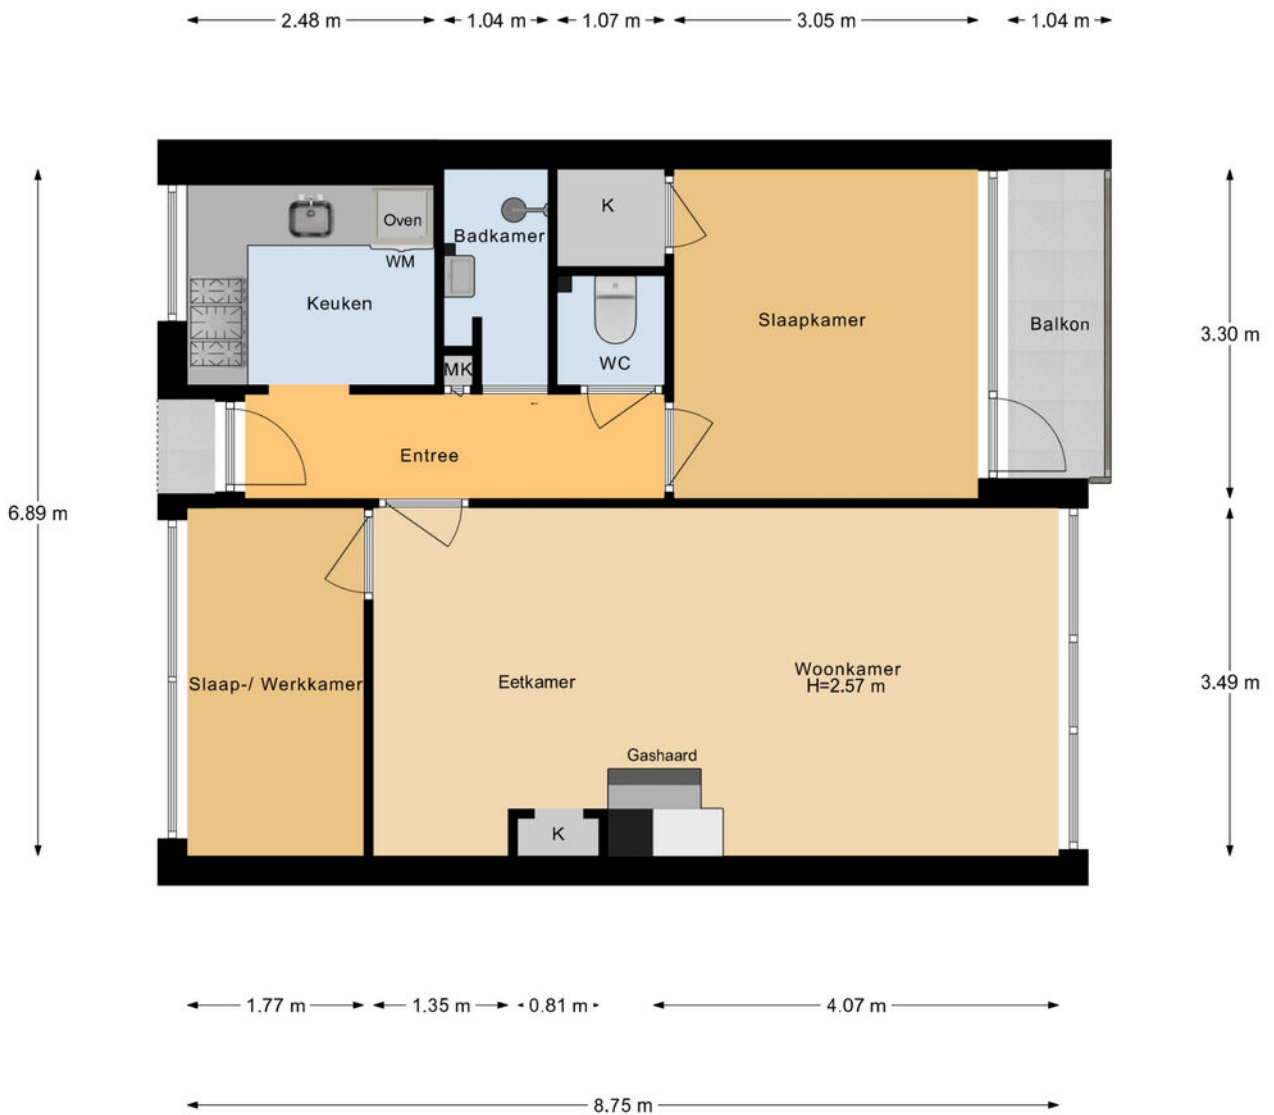 2.48 m
1.04 m
1.07 m
3.05 m
1.04 m
Oven
WM
Badkamer
K
Keuken
Slaapkamer
Balkon
3.30 m
MK
WC
←
Entree
6.89 m
Slaap-/ Werkkamer
Eetkamer
Woonkamer
H=2.57 m
3.49 m
Gashaard
K
1.77 m
1.35 m
0.81 m
4.07 m
8.75 m